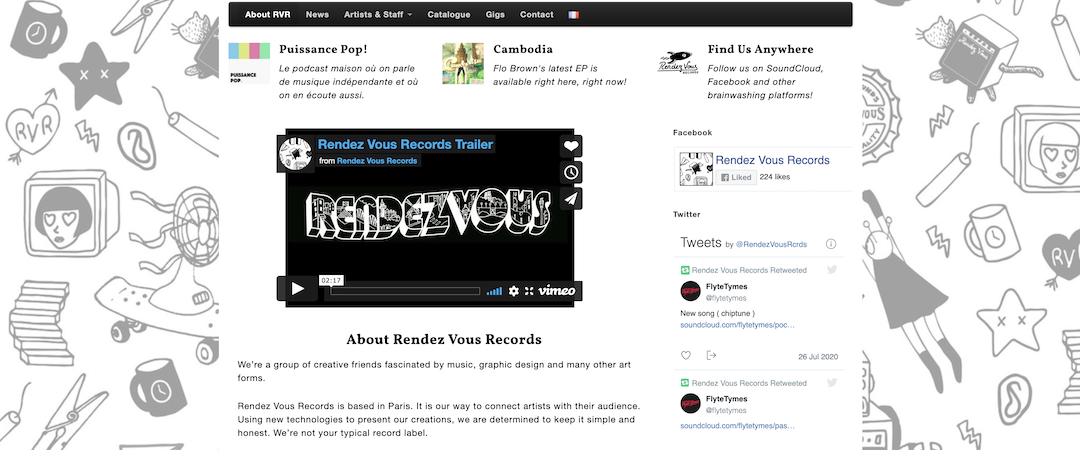 About RVR News Artists & Staff Catalogue Gigs Contact
Puissance Pop!
Le podcast maison où on parle
de musique indépendante et où
on en écoute aussi.
PUISSANCE
POP
Cambodia
Flo Brown's latest EP is
available right here, right now!
Find Us Anywhere
Follow us on SoundCloud,
Facebook and other
brainwashing platforms!
Rendez Vous
Rendez Vous Records Trailer
from Rendez Vous Records
RENDEZVOUS
02:17
vimeo
About Rendez Vous Records
We're a group of creative friends fascinated by music, graphic design and many other art
forms.
Rendez Vous Records is based in Paris. It is our way to connect artists with their audience.
Using new technologies to present our creations, we are determined to keep it simple and
honest. We're not your typical record label.
Facebook
Rendez Vous Records
Liked 224 likes
Twitter
Tweets by @RendezVousRcrds
Rendez Vous Records Retweeted
FlyteTymes
@flytetymes
New song ( chiptune )
soundcloud.com/flytetymes/poc…
26 Jul 2020
Rendez Vous Records Retweeted
FlyteTymes
@flytetymes
soundcloud.com/flytetymes/pas…
RVR
Rendez Vous
QUALITY
RVR